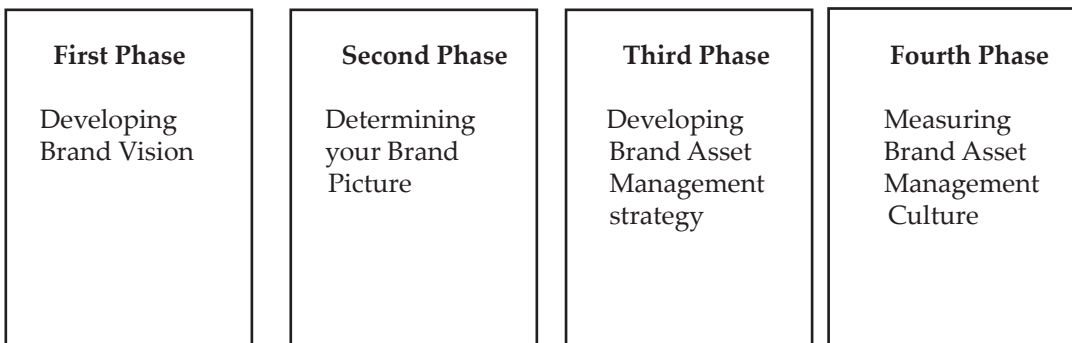 First Phase
Developing
Brand Vision
Second Phase
Determining
your Brand
Picture
Third Phase
Developing
Brand Asset
Management
strategy
Fourth Phase
Measuring
Brand Asset
Management
Culture